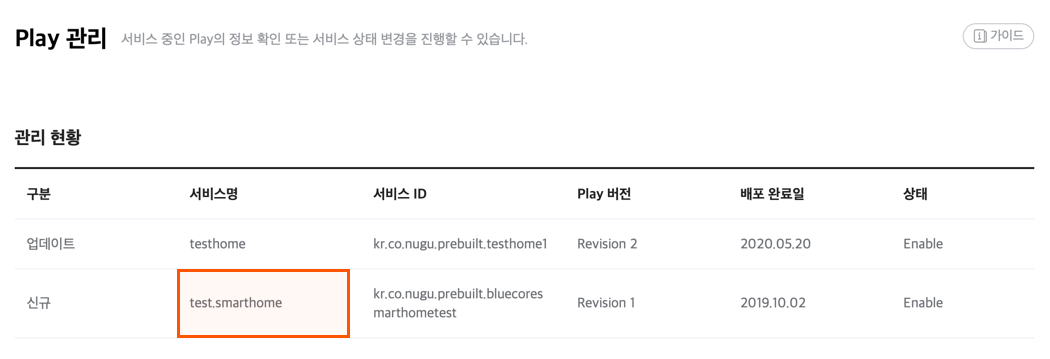 Play 관리 서비스 중인 Play의 정보 확인 또는 서비스 상태 변경을 진행할 수 있습니다. 가이드
관리 현황
구분 서비스명 서비스 ID Play 버전 배포 완료일 상태
업데이트 testhome kr.co.nugu.prebuilt.testhome1 Revision 2 2020.05.20 Enable
신규 test.smarthome kr.co.nugu.prebuilt.bluecores
marthometest Revision 1 2019.10.02 Enable